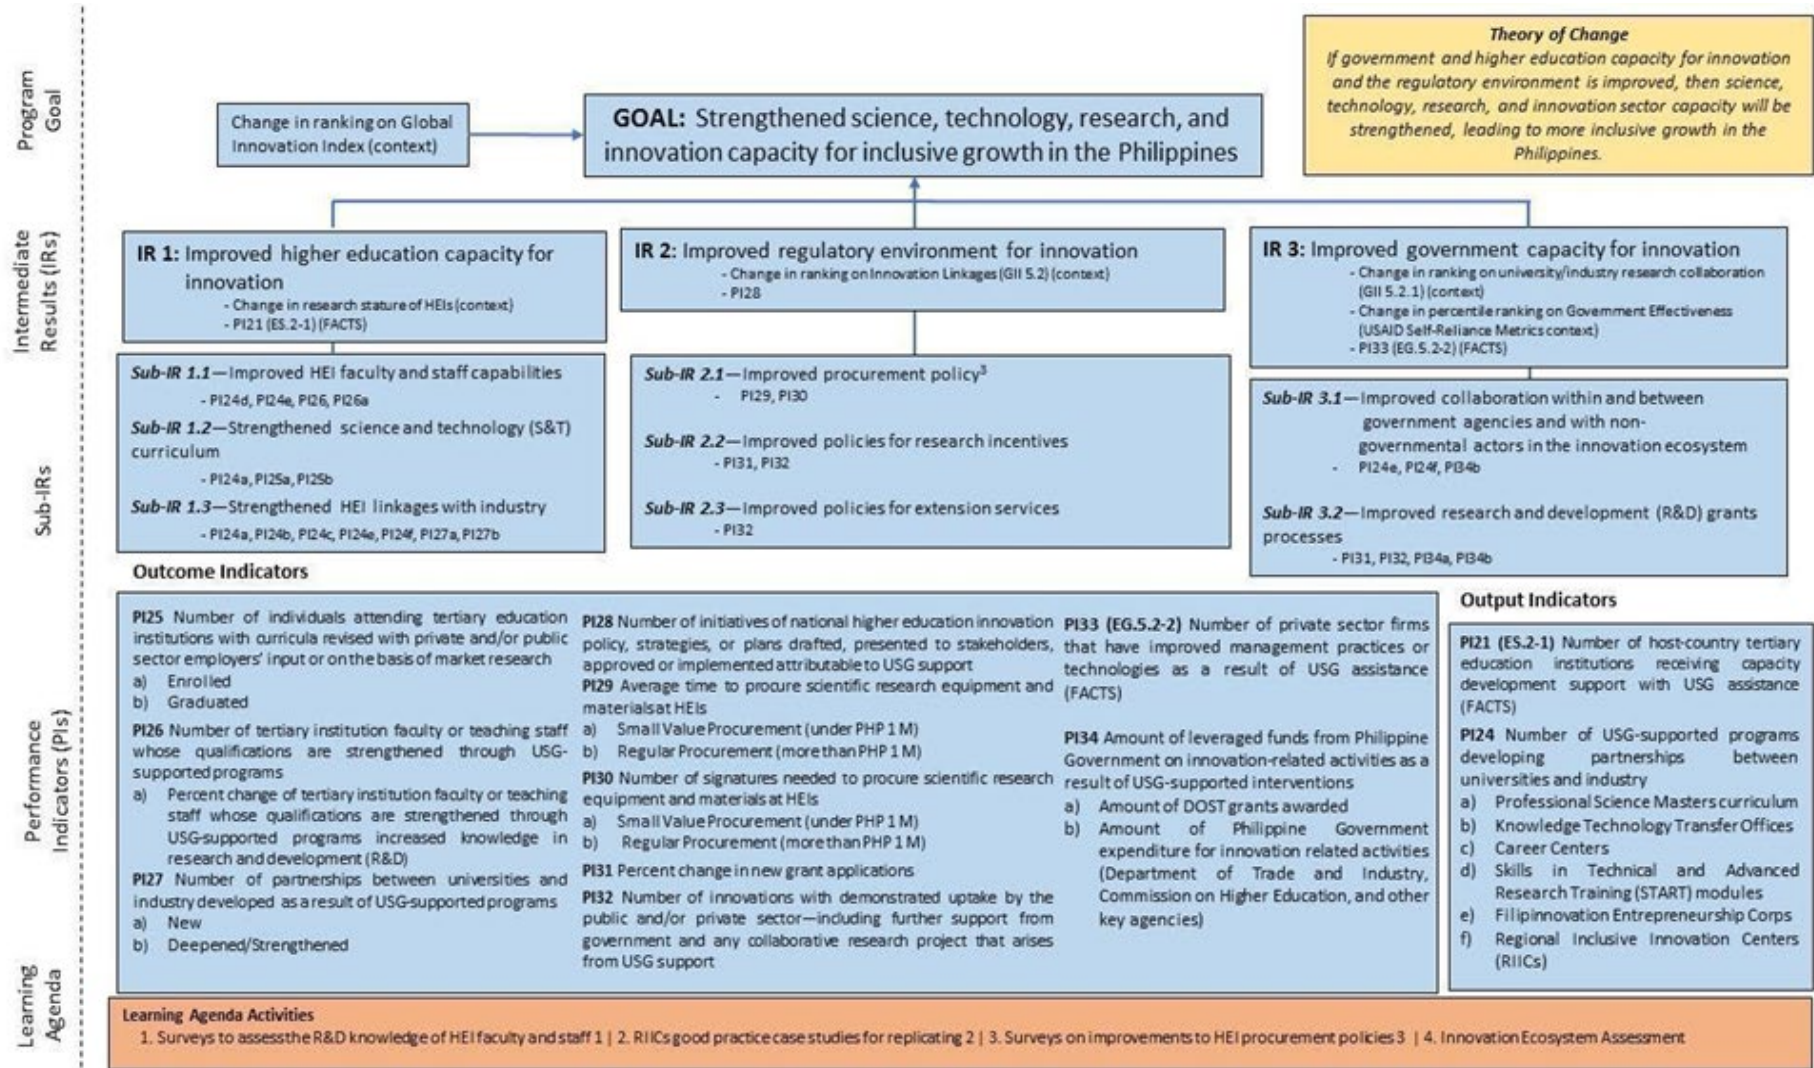 Program
Goal
Change in ranking on Global
Innovation Index (context)
GOAL: Strengthened science, technology, research, and
innovation capacity for inclusive growth in the Philippines
Theory of Change
If government and higher education capacity for innovation
and the regulatory environment is improved, then science,
technology, research, and innovation sector capacity will be
strengthened, leading to more inclusive growth in the
Philippines.
Intermediate
Results (IRs)
IR 1: Improved higher education capacity for
innovation
- Change in research stature of HEIs (context)
- PI21 (ES.2-1) (FACTS)
IR 2: Improved regulatory environment for innovation
- Change in ranking on Innovation Linkages (GII 5.2) (context)
- PI28
IR 3: Improved government capacity for innovation
- Change in ranking on university/industry research collaboration
(GII 5.2.1) (context)
- Change in percentile ranking on Government Effectiveness
(USAID Self-Reliance Metrics context)
- PI33 (EG.5.2-2) (FACTS)
Sub-IRs
Sub-IR 1.1—Improved HEI faculty and staff capabilities
- PI24d, PI24e, PI26, PI26a
Sub-IR 1.2—Strengthened science and technology (S&T)
curriculum
- PI24a, PI25a, PI25b
Sub-IR 1.3—Strengthened HEI linkages with industry
- PI24a, PI24b, PI24c, PI24e, PI24f, PI27a, PI27b
Sub-IR 2.1—Improved procurement policy3
- PI29, PI30
Sub-IR 2.2—Improved policies for research incentives
- PI31, PI32
Sub-IR 2.3—Improved policies for extension services
- PI32
Sub-IR 3.1—Improved collaboration within and between
government agencies and with non-
governmental actors in the innovation ecosystem
- PI24e, PI24f, PI34b
Sub-IR 3.2—Improved research and development (R&D) grants
processes
- PI31, PI32, PI34a, PI34b
Performance
Indicators (PIs)
Outcome Indicators
PI25 Number of individuals attending tertiary education
institutions with curricula revised with private and/or public
sector employers' input or on the basis of market research
a) Enrolled
b) Graduated
PI26 Number of tertiary institution faculty or teaching staff
whose qualifications are strengthened through USG-
supported programs
a) Percent change of tertiary institution faculty or teaching
staff whose qualifications are strengthened through
USG-supported programs increased knowledge in
research and development (R&D)
PI27 Number of partnerships between universities and
industry developed as a result of USG-supported programs
a) New
b) Deepened/Strengthened
PI28 Number of initiatives of national higher education innovation
policy, strategies, or plans drafted, presented to stakeholders,
approved or implemented attributable to USG support
PI29 Average time to procure scientific research equipment and
materials at HEIs
a) Small Value Procurement (under PHP 1 M)
b) Regular Procurement (more than PHP 1 M)
PI30 Number of signatures needed to procure scientific research
equipment and materials at HEIs
a) Small Value Procurement (under PHP 1 M)
b) Regular Procurement (more than PHP 1 M)
PI31 Percent change in new grant applications
PI32 Number of innovations with demonstrated uptake by the
public and/or private sector—including further support from
government and any collaborative research project that arises
from USG support
PI33 (EG.5.2-2) Number of private sector firms
that have improved management practices or
technologies as a result of USG assistance
(FACTS)
PI34 Amount of leveraged funds from Philippine
Government on innovation-related activities as a
result of USG-supported interventions
a) Amount of DOST grants awarded
b) Amount of Philippine Government
expenditure for innovation related activities
(Department of Trade and Industry,
Commission on Higher Education, and other
key agencies)
Output Indicators
PI21 (ES.2-1) Number of host-country tertiary
education institutions receiving capacity
development support with USG assistance
(FACTS)
PI24 Number of USG-supported programs
developing partnerships between
universities and industry
a) Professional Science Masters curriculum
b) Knowledge Technology Transfer Offices
c) Career Centers
d) Skills in Technical and Advanced
Research Training (START) modules
e) Filipinnovation Entrepreneurship Corps
f) Regional Inclusive Innovation Centers
(RIICs)
Learning
Agenda
Learning Agenda Activities
1. Surveys to assess the R&D knowledge of HEI faculty and staff 1 | 2. RIICs good practice case studies for replicating 2 | 3. Surveys on improvements to HEI procurement policies 3 | 4. Innovation Ecosystem Assessment